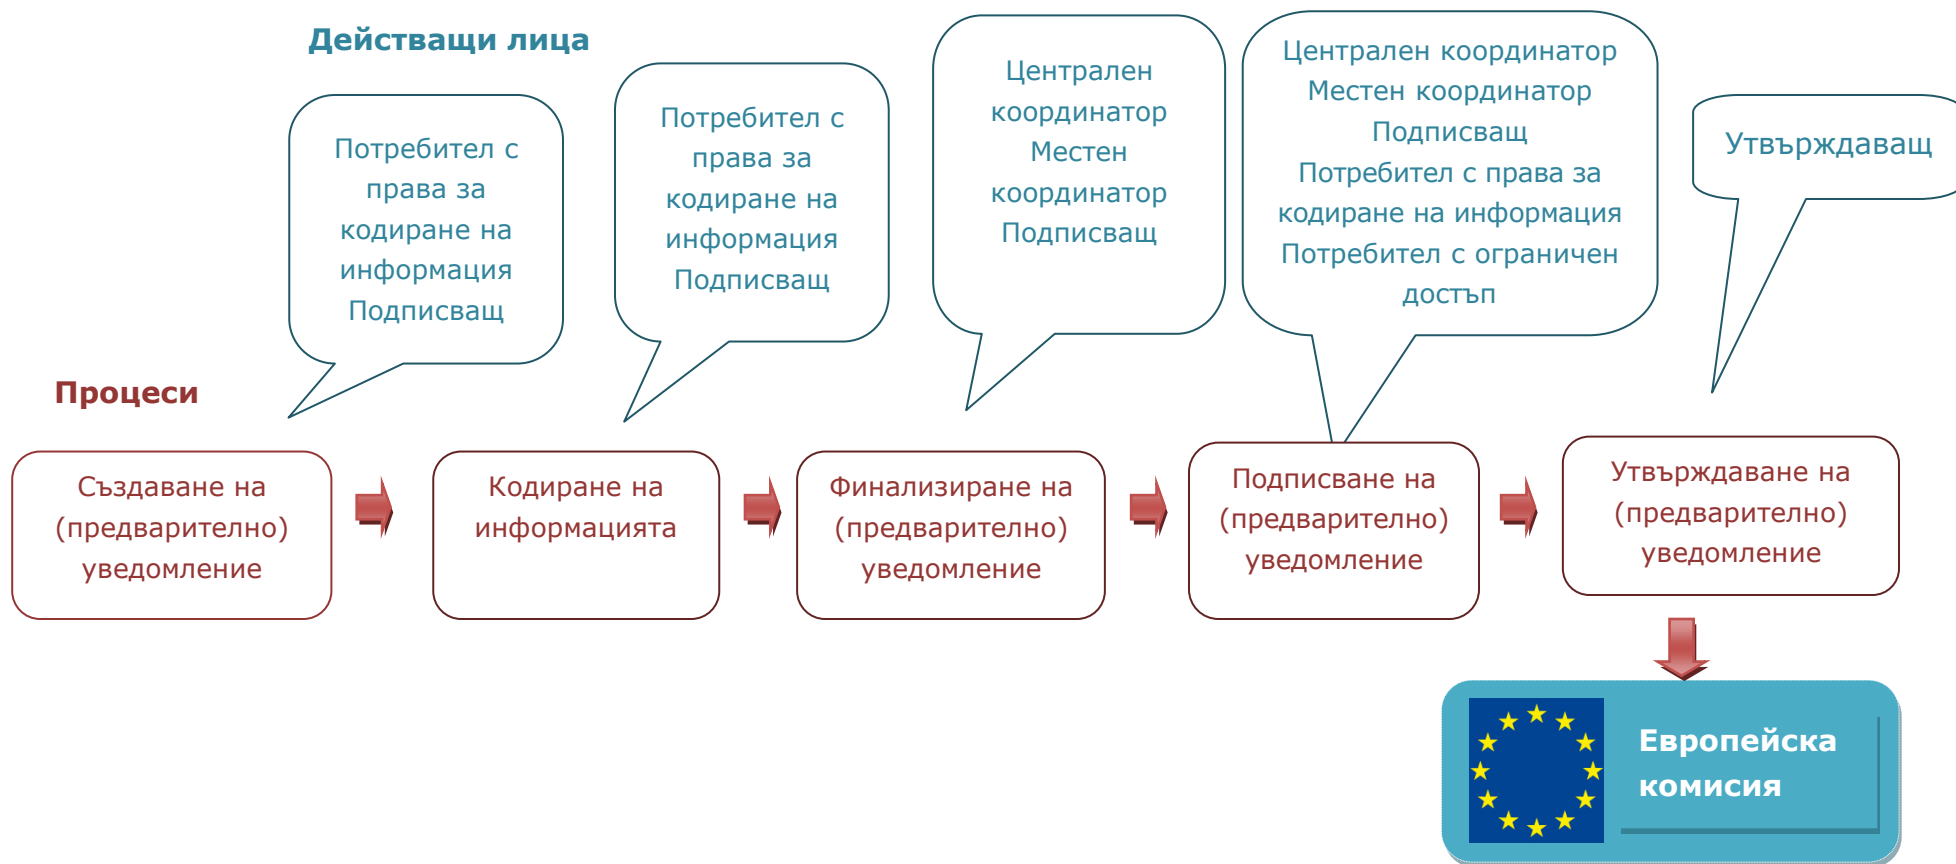 Действащи лица
Потребител с
права за
кодиране на
информация
Подписващ
Потребител с
права за
кодиране на
информация
Подписващ
Централен
координатор
Местен
координатор
Подписващ
Централен координатор
Местен координатор
Подписващ
Потребител с права за
кодиране на информация
Потребител с ограничен
достъп
Утвърждаващ
Процеси
Създаване на
(предварително)
уведомление
Кодиране на
информацията
Финализиране на
(предварително)
уведомление
Подписване на
(предварително)
уведомление
Утвърждаване на
(предварително)
уведомление
Европейска
комисия